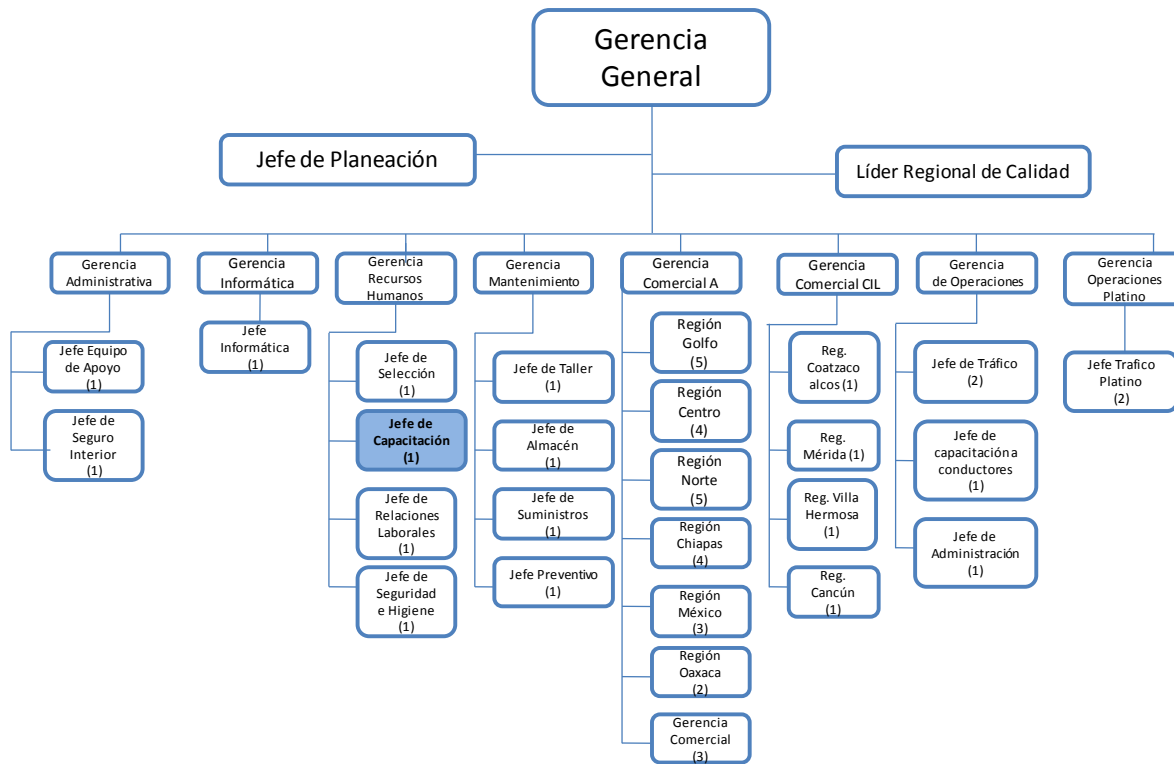 Gerencia
General
Jefe de Planeación
Líder Regional de Calidad
Gerencia
Administrativa
Gerencia
Informática
Gerencia
Recursos
Humanos
Gerencia
Mantenimiento
Gerencia
Comercial A
Gerencia
Comercial CIL
Gerencia
de Operaciones
Gerencia
Operaciones
Platino
Jefe Equipo
de Apoyo
(1)
Jefe de
Seguro
Interior
(1)
Jefe
Informática
(1)
Jefe de
Selección
(1)
Jefe de
Capacitación
(1)
Jefe de
Relaciones
Laborales
(1)
Jefe de
Seguridad
e Higiene
(1)
Jefe de Taller
(1)
Jefe de
Almacén
(1)
Jefe de
Suministros
(1)
Jefe Preventivo
(1)
Región
Golfo
(5)
Región
Centro
(4)
Región
Norte
(5)
Región
Chiapas
(4)
Región
México
(3)
Región
Oaxaca
(2)
Gerencia
Comercial
(3)
Reg.
Coatzaco
alcos (1)
Reg.
Mérida (1)
Reg. Villa
Hermosa
(1)
Reg.
Cancún
(1)
Jefe de Tráfico
(2)
Jefe de
capacitación a
conductores
(1)
Jefe de
Administración
(1)
Jefe Trafico
Platino
(2)